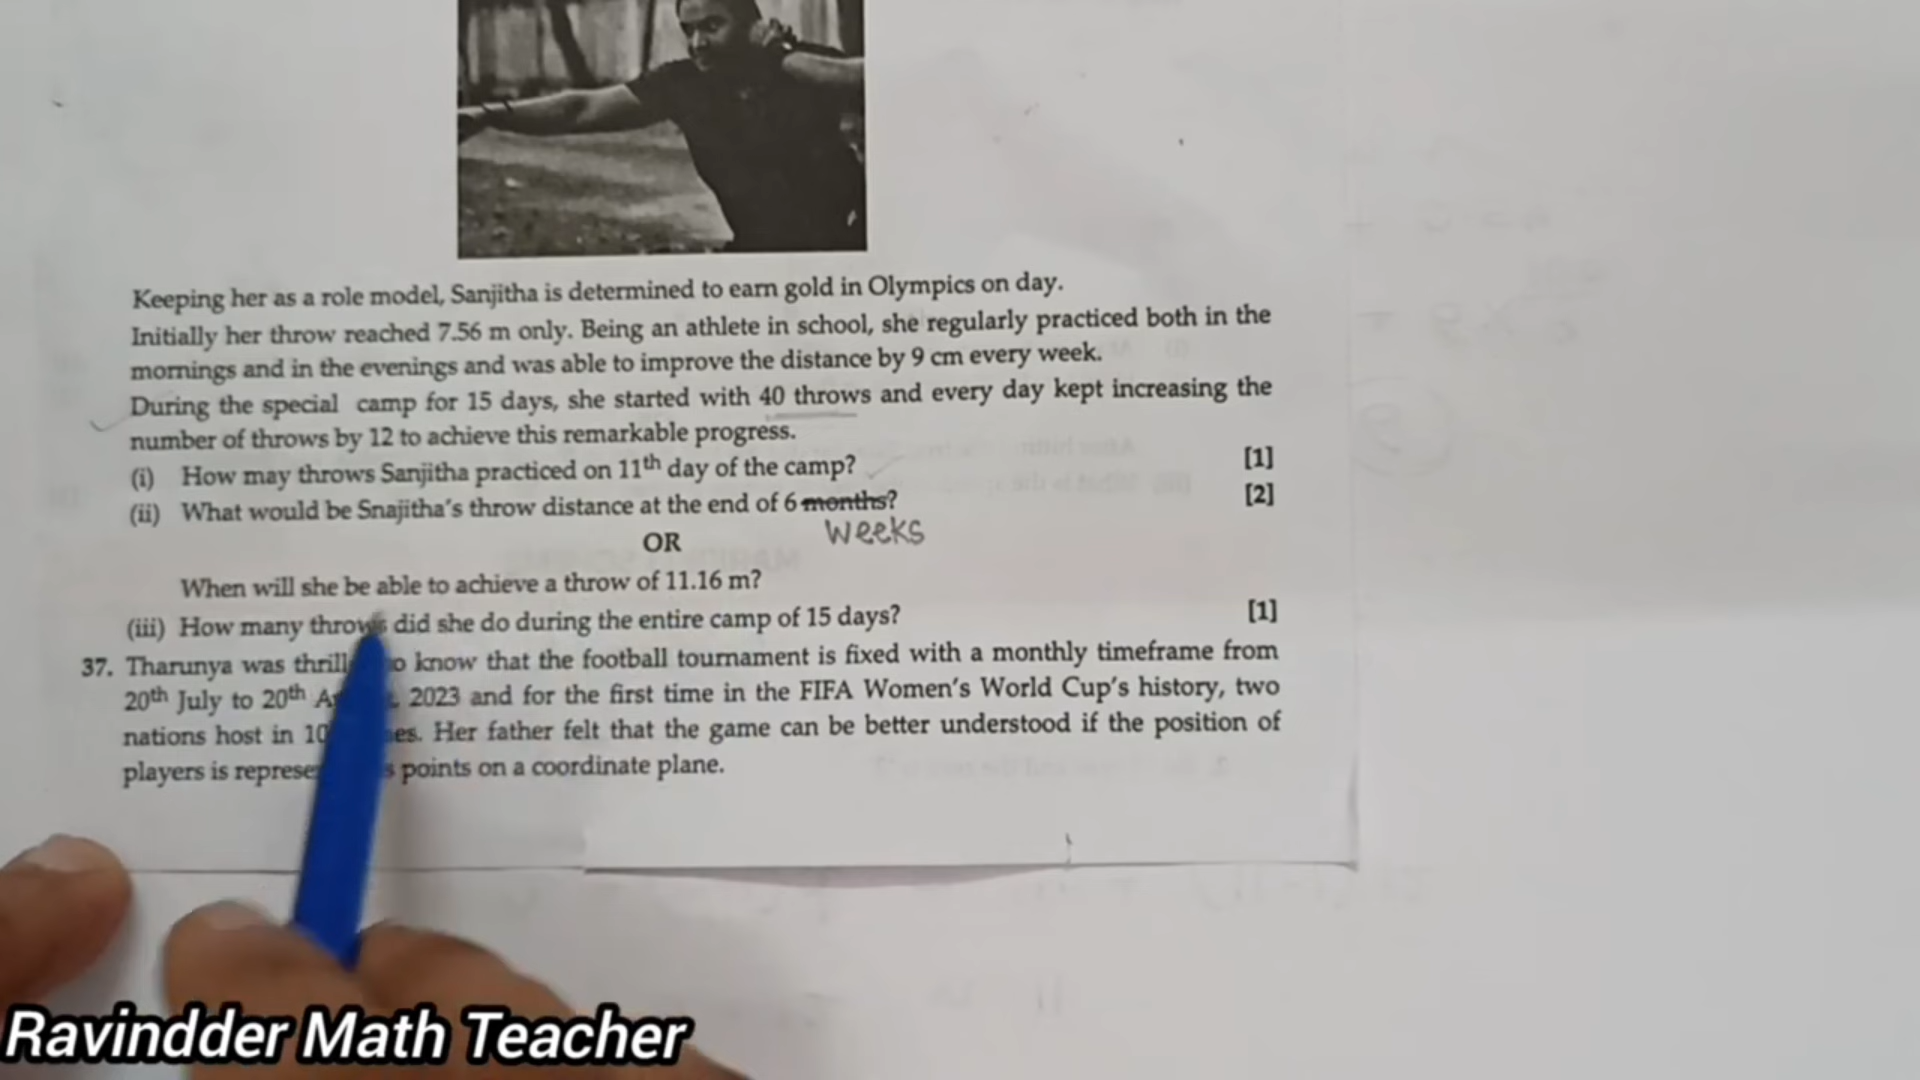 Keeping her as a role model, Sanjitha is determined to earn gold in Olympics on day.
Initially her throw reached 7.56 m only. Being an athlete in school, she regularly practiced both in the
mornings and in the evenings and was able to improve the distance by 9 cm every week.
During the special camp for 15 days, she started with 40 throws and every day kept increasing the
number of throws by 12 to achieve this remarkable progress.
(i) How may throws Sanjitha practiced on 11th day of the camp? [1]
(ii) What would be Snajitha's throw distance at the end of 6 months? [2]
weeks
OR
When will she be able to achieve a throw of 11.16 m?
(iii) How many throws did she do during the entire camp of 15 days? [1]
37. Tharunya was know that the football tournament is fixed with a monthly timeframe from
20th July to 20th 2023 and for the first time in the FIFA Women's World Cup's history, two
nations host in Her father felt that the game can be better understood if the position of
players is points on a coordinate plane.
Ravindder Math Teacher